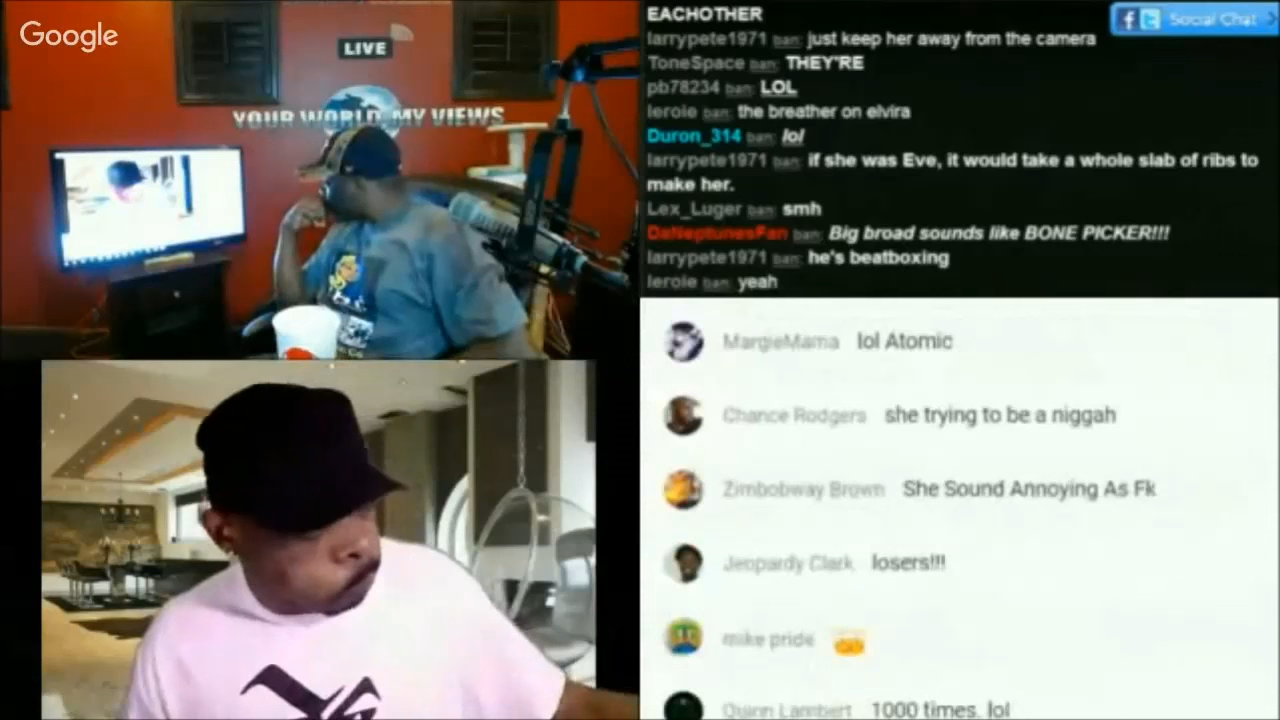 Google
LIVE
YOUR WORLD MY VIEWS
EACHOTHER
Social Chat
larrypete1971 ban: just keep her away from the camera
ToneSpace ban: THEY'RE
pb78234 ban: LOL
lerole ban: the breather on elvira
Duron_314 ban: lol
larrypete1971 ban: if she was Eve, it would take a whole slab of ribs to
make her.
Lex_Luger ban: smh
DaNeptunesFan ban: Big broad sounds like BONE PICKER!!!
larrypete1971 ban: he's beatboxing
lerole ban: yeah
MargieMama lol Atomic
Chance Rodgers she trying to be a niggah
Zimbobway Brown She Sound Annoying As Fk
Jeopardy Clark losers!!!
mike pride
Quinn Lambert 1000 times. lol